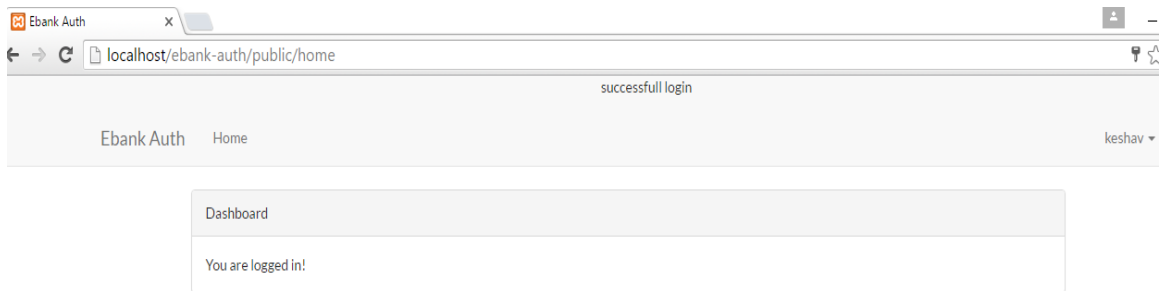 Ebank Auth
localhost/ebank-auth/public/home
successfull login
Ebank Auth Home keshav
Dashboard
You are logged in!